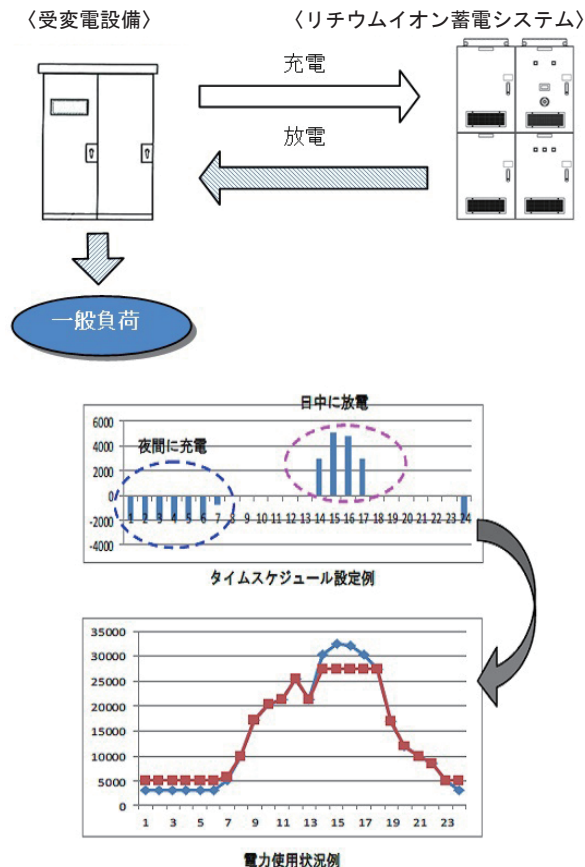 〈受変電設備〉 〈リチウムイオン蓄電システム〉
充電
放電
一般負荷
日中に放電
夜間に充電
6000
4000
2000
0
-2000
-4000
1 2 3 4 5 6 7 8 9 10 11 12 13 14 15 16 17 18 19 20 21 22 23 24
タイムスケジュール設定例
35000
30000
25000
20000
15000
10000
5000
0
1 3 5 7 9 11 13 15 17 19 21 23
電力使用状況例